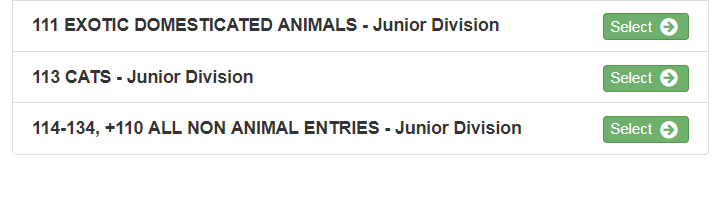 111 EXOTIC DOMESTICATED ANIMALS - Junior Division Select
113 CATS - Junior Division Select
114-134, +110 ALL NON ANIMAL ENTRIES - Junior Division Select